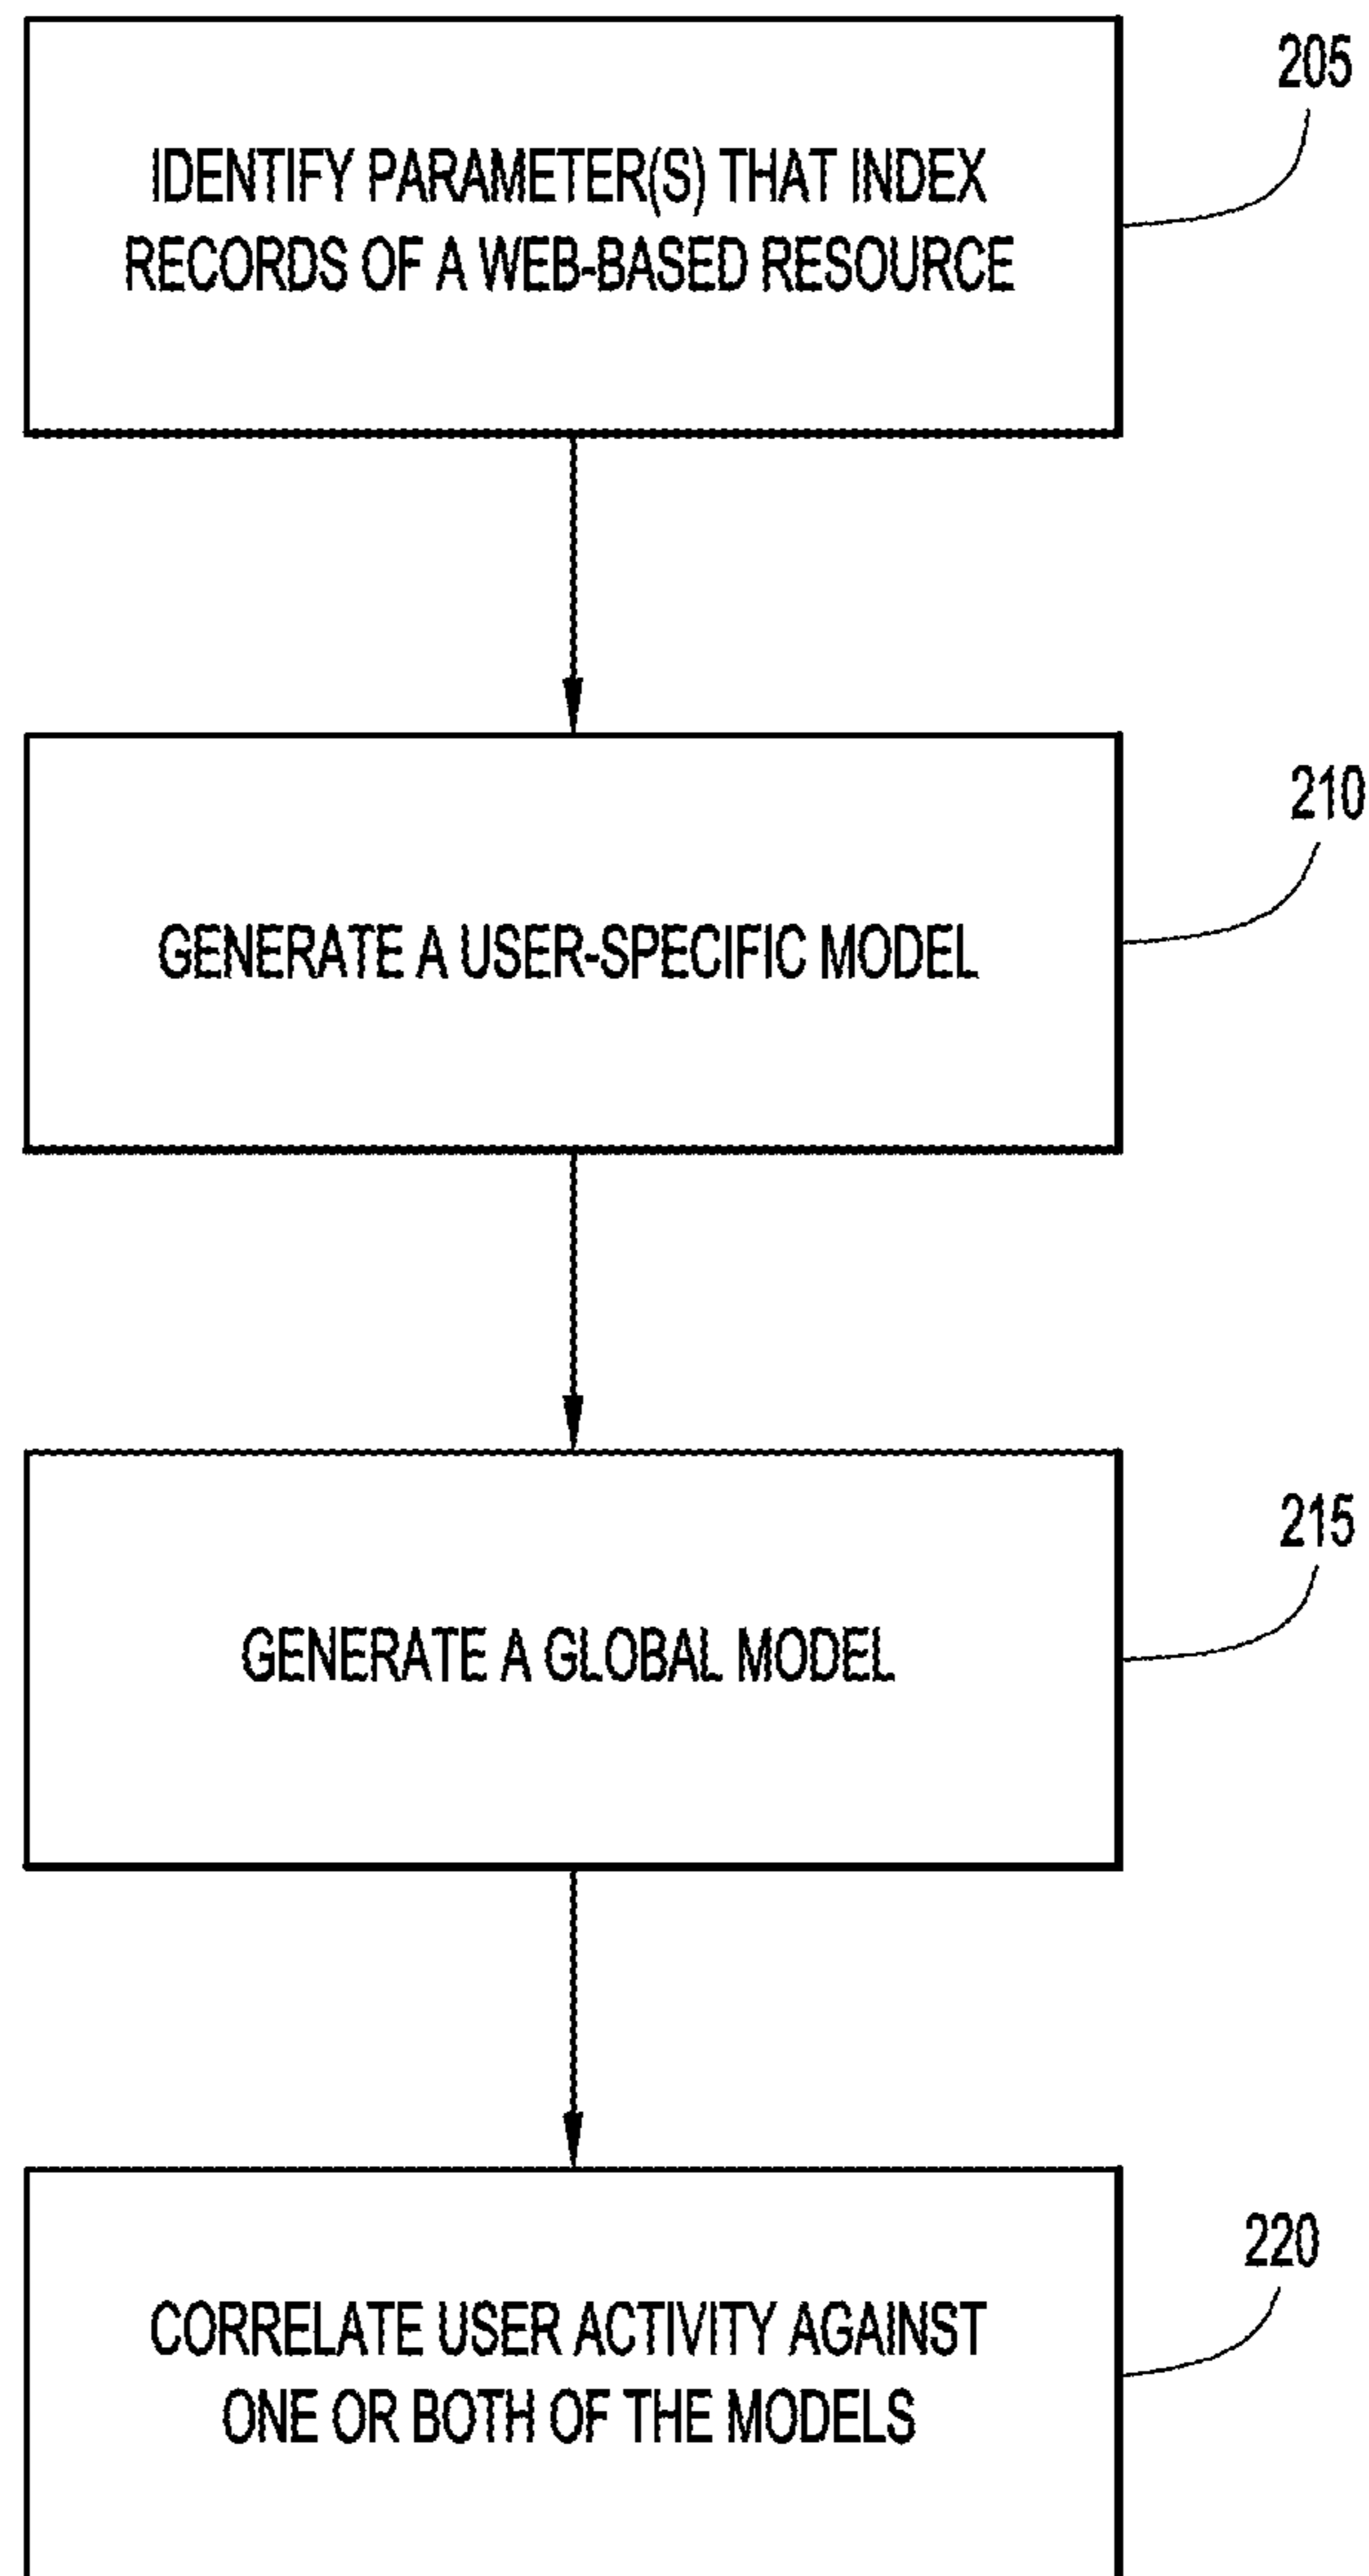 205
IDENTIFY PARAMETER(S) THAT INDEX
RECORDS OF A WEB-BASED RESOURCE
210
GENERATE A USER-SPECIFIC MODEL
215
GENERATE A GLOBAL MODEL
220
CORRELATE USER ACTIVITY AGAINST
ONE OR BOTH OF THE MODELS